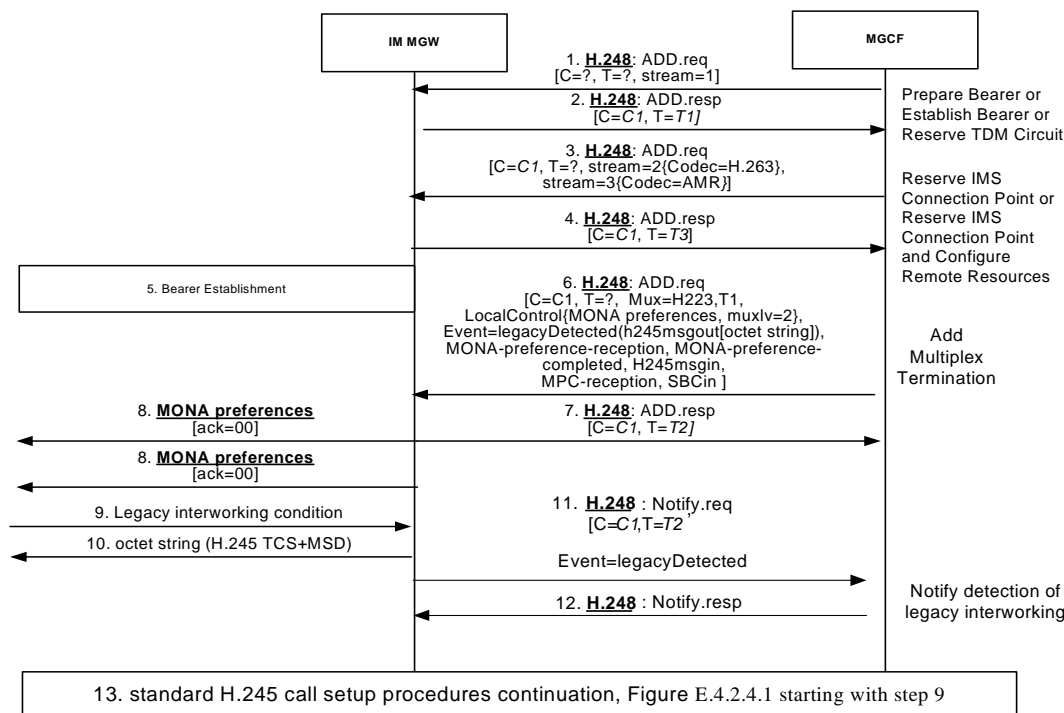 IM MGW
MGCF
1. H.248: ADD.req
[C=?, T=?, stream=1]
2. H.248: ADD.resp
[C=C1, T=T1]
Prepare Bearer or
Establish Bearer or
Reserve TDM Circuit
3. H.248: ADD.req
[C=C1, T=?, stream=2{Codec=H.263},
stream=3{Codec=AMR}]
4. H.248: ADD.resp
[C=C1, T=T3]
Reserve IMS
Connection Point or
Reserve IMS
Connection Point
and Configure
Remote Resources
5. Bearer Establishment
6. H.248: ADD.req
[C=C1, T=?, Mux=H223,T1,
LocalControl{MONA preferences, muxlv=2},
Event=legacyDetected(h245msgout[octet string]),
MONA-preference-reception, MONA-preference-
completed, H245msgin,
MPC-reception, SBCin ]
Add
Multiplex
Termination
8. MONA preferences
[ack=00]
7. H.248: ADD.resp
[C=C1, T=T2]
8. MONA preferences
[ack=00]
9. Legacy interworking condition
10. octet string (H.245 TCS+MSD)
11. H.248 : Notify.req
[C=C1,T=T2 ,
Event=legacyDetected
12. H.248 : Notify.resp
Notify detection of
legacy interworking
13. standard H.245 call setup procedures continuation, Figure E.4.2.4.1 starting with step 9